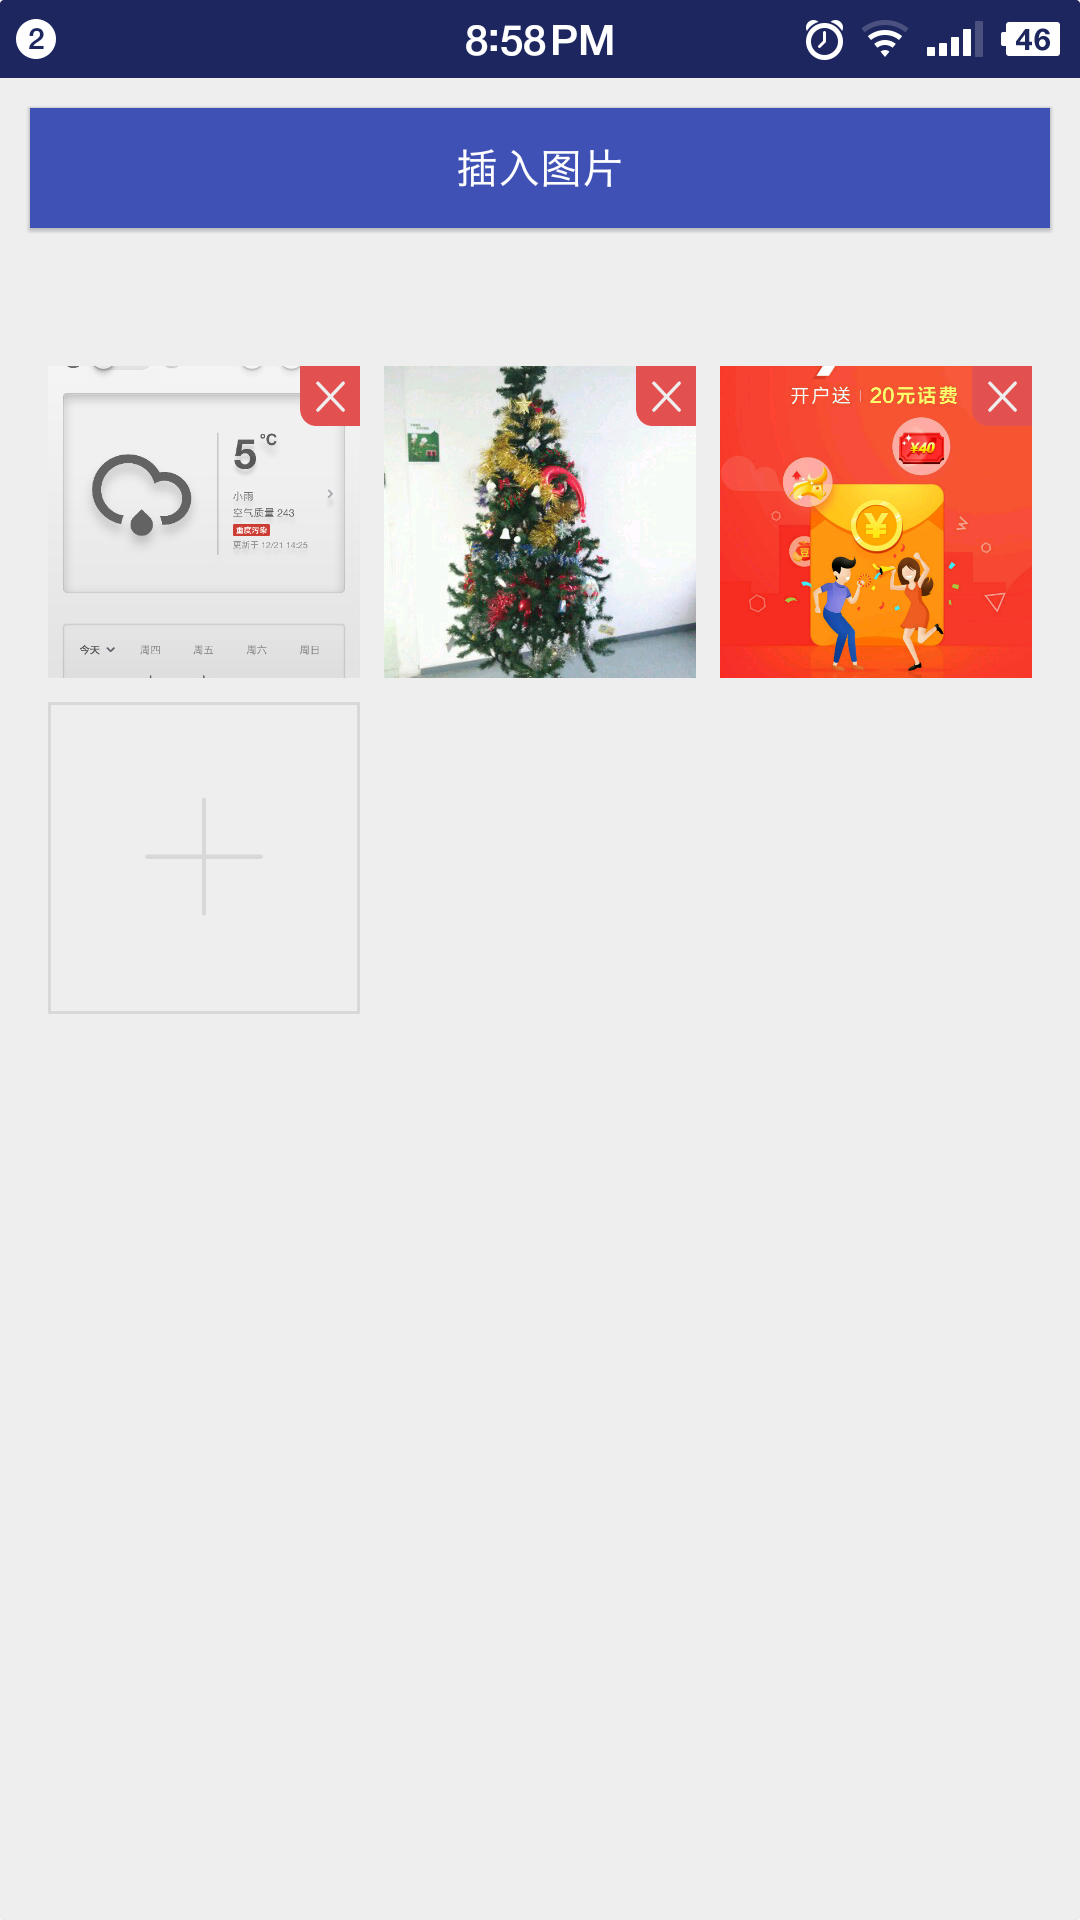 2
8:58 PM
46
插入图片
5 °C
小雨
空气质量 243
重度污染
更新于 12/21 14:25
今天 周四 周五 周六 周日
开户送 | 20元话费
¥40
¥
豆